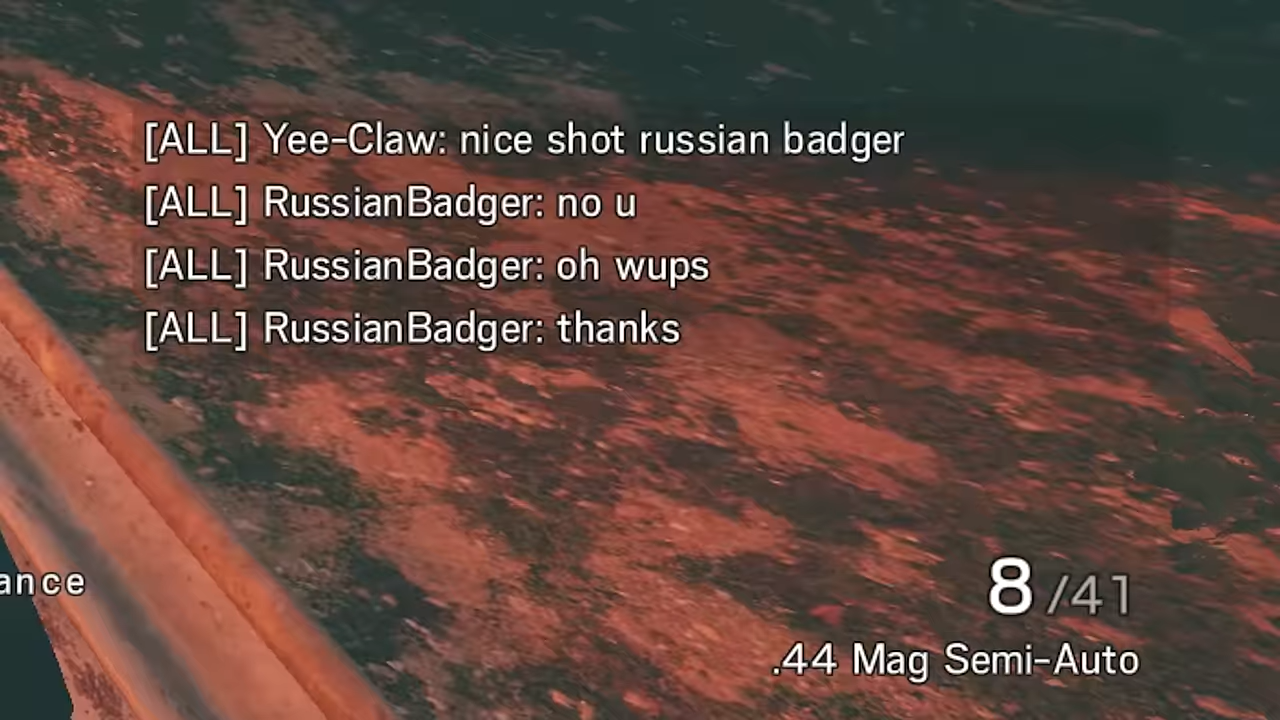 [ALL] Yee-Claw: nice shot russian badger
[ALL] RussianBadger: no u
[ALL] RussianBadger: oh wups
[ALL] RussianBadger: thanks
ance
8 /41
.44 Mag Semi-Auto